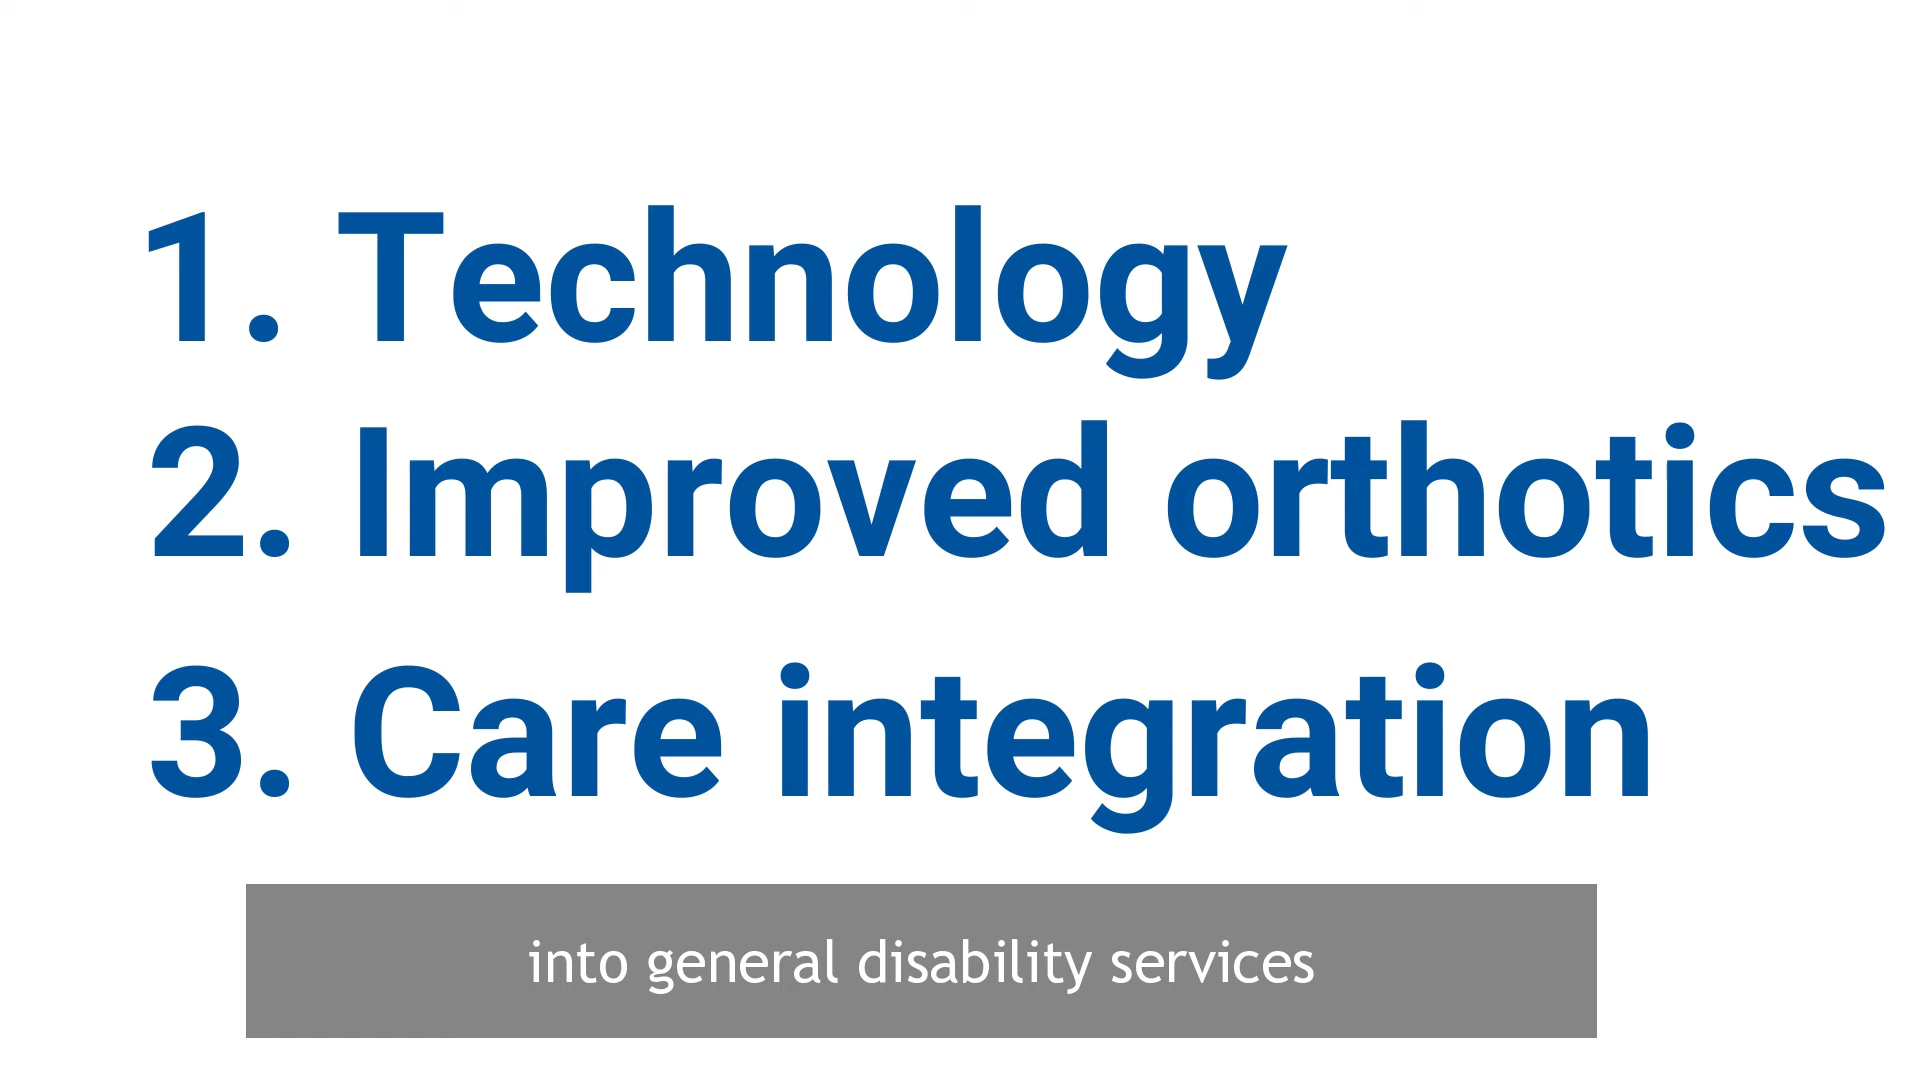 1. Technology
2. Improved orthotics
3. Care integration
into general disability services